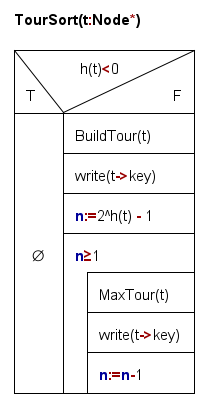 TourSort(t:Node*)
h(t)<0
T F
BuildTour(t)
write(t->key)
n:=2^h(t) - 1
∅ n≥1
MaxTour(t)
write(t->key)
n:=n-1